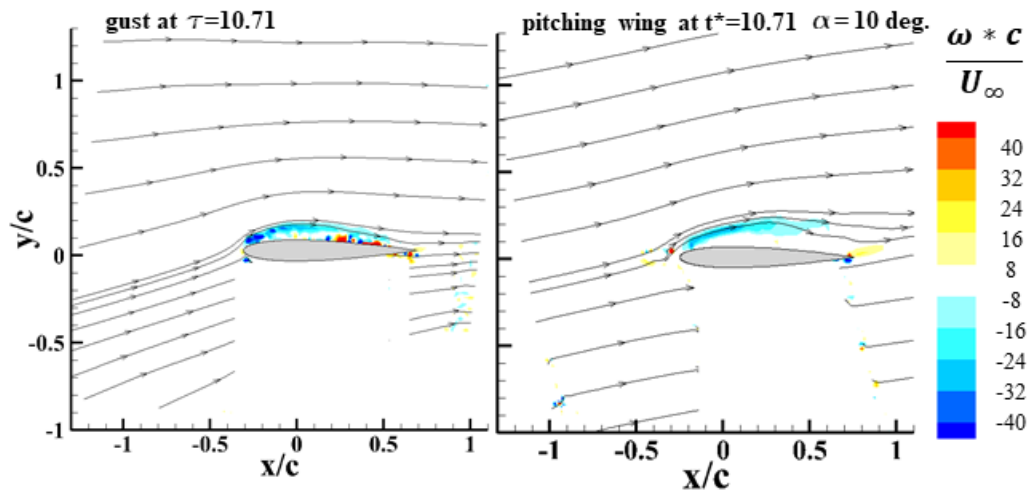 gust at τ=10.71
pitching wing at t*=10.71 α = 10 deg.
ω * c
U∞
1
0.5
0
-0.5
-1
y/c
-1 -0.5 0 0.5 1
x/c
-1 -0.5 0 0.5 1
x/c
40
32
24
16
8
-8
-16
-24
-32
-40